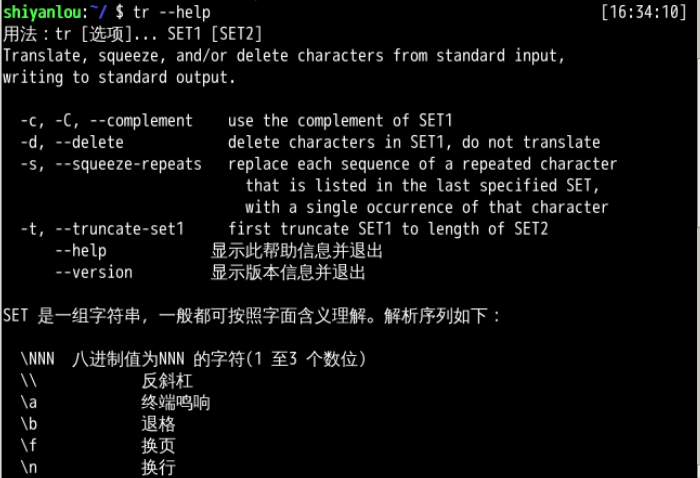 shiyanlou:~/ $ tr --help [16:34:10]
用法：tr [选项]... SET1 [SET2]
Translate, squeeze, and/or delete characters from standard input,
writing to standard output.
-c, -C, --complement use the complement of SET1
-d, --delete delete characters in SET1, do not translate
-s, --squeeze-repeats replace each sequence of a repeated character
that is listed in the last specified SET,
with a single occurrence of that character
-t, --truncate-set1 first truncate SET1 to length of SET2
--help 显示此帮助信息并退出
--version 显示版本信息并退出
SET 是一组字符串，一般都可按照字面含义理解。解析序列如下：
\NNN 八进制值为NNN 的字符(1 至3 个数位)
\\ 反斜杠
\a 终端鸣响
\b 退格
\f 换页
\n 换行